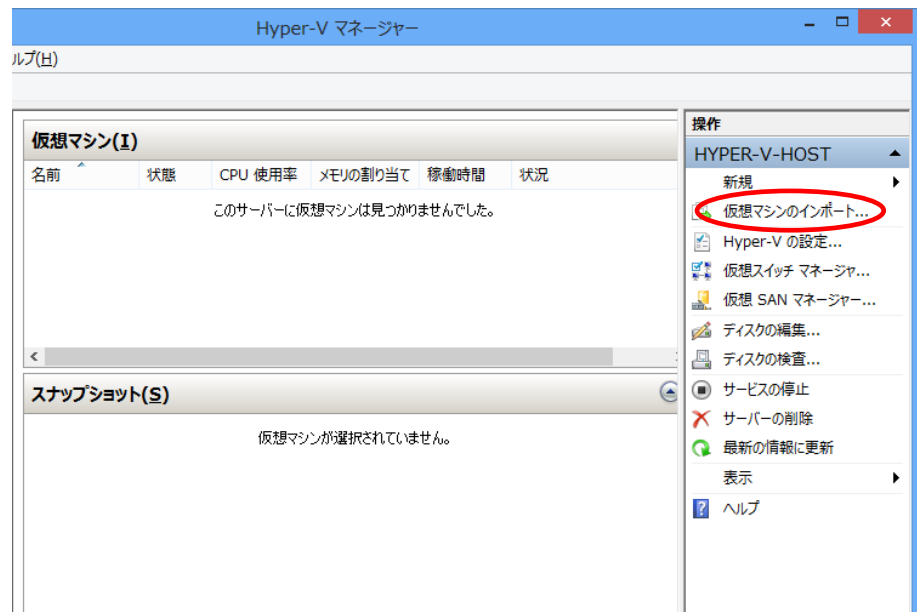 Hyper-V マネージャー
ルプ(H)
仮想マシン(I)
名前 状態 CPU 使用率 メモリの割り当て 稼働時間 状況
このサーバーに仮想マシンは見つかりませんでした。
スナップショット(S)
仮想マシンが選択されていません。
操作
HYPER-V-HOST
新規
仮想マシンのインポート...
Hyper-V の設定...
仮想スイッチ マネージャ...
仮想 SAN マネージャー...
ディスクの編集...
ディスクの検査...
サービスの停止
サーバーの削除
最新の情報に更新
表示
ヘルプ